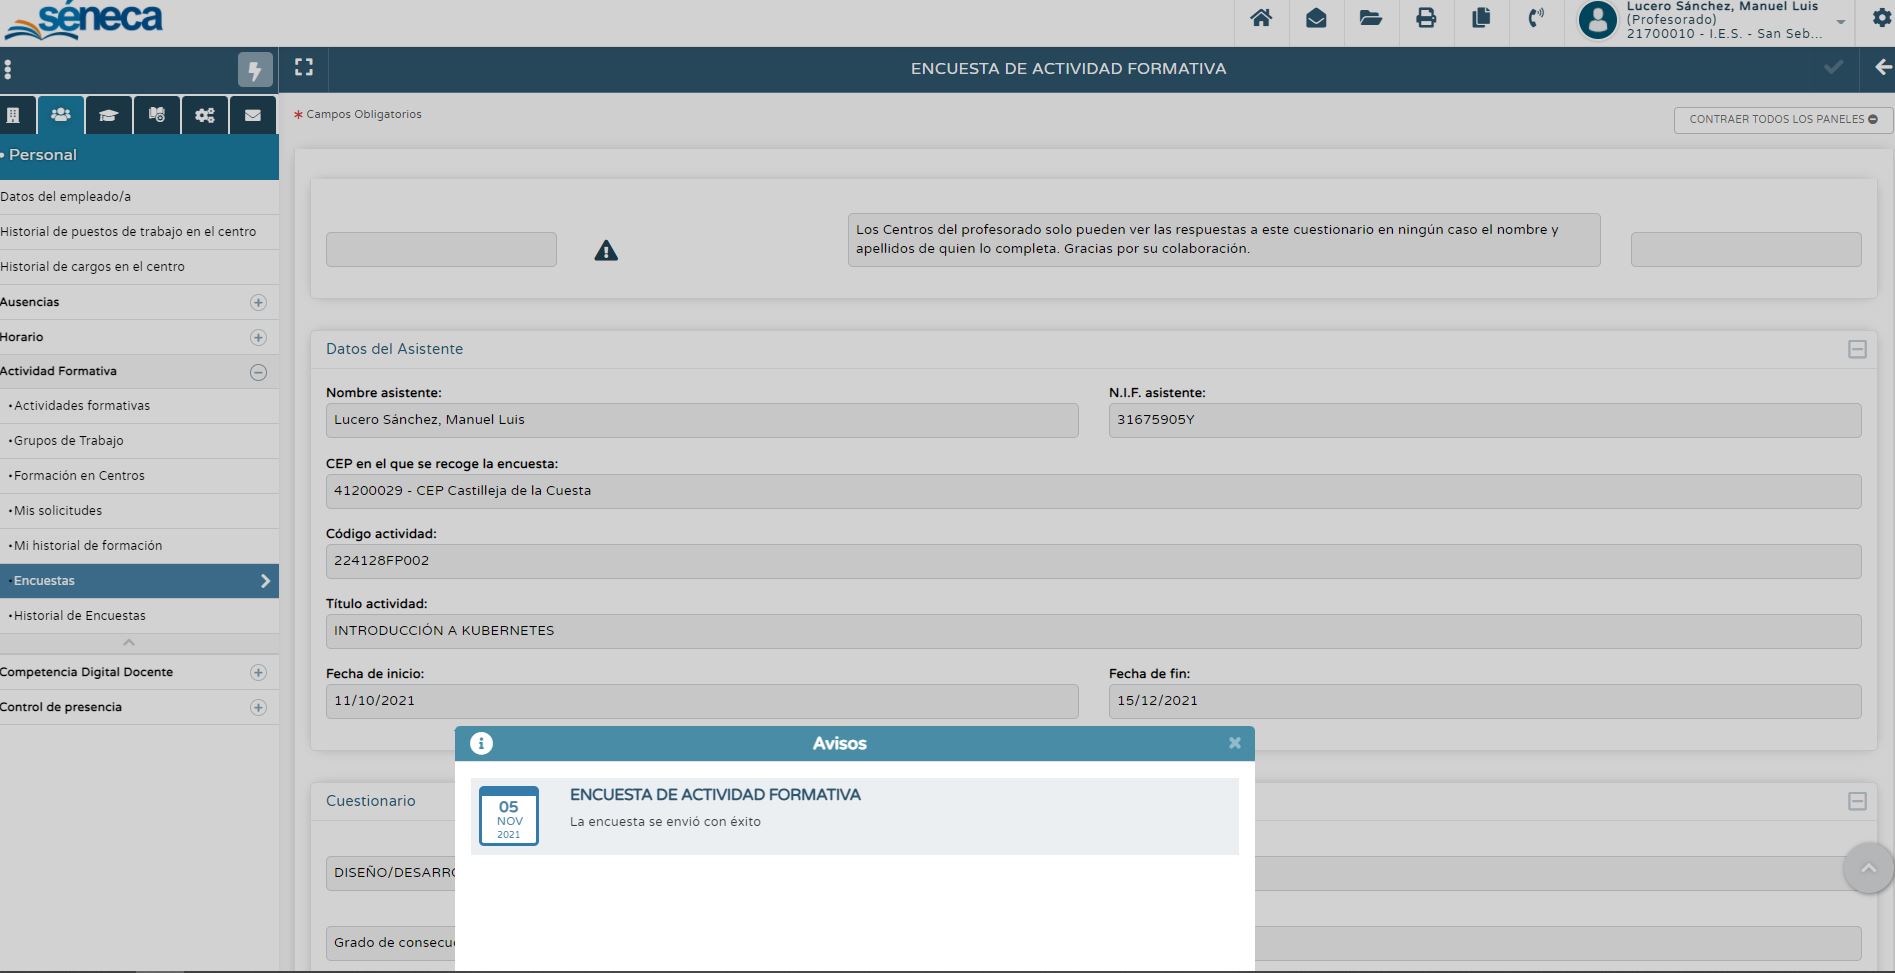 séneca
Lucero Sánchez, Manuel Luis
(Profesorado)
21700010 - I.E.S. - San Seb...
ENCUESTA DE ACTIVIDAD FORMATIVA
* Campos Obligatorios
CONTRAER TODOS LOS PANELES
• Personal
Datos del empleado/a
Historial de puestos de trabajo en el centro
Historial de cargos en el centro
Ausencias
Horario
Actividad Formativa
•Actividades formativas
•Grupos de Trabajo
•Formación en Centros
•Mis solicitudes
•Mi historial de formación
•Encuestas
•Historial de Encuestas
Competencia Digital Docente
Control de presencia
Los Centros del profesorado solo pueden ver las respuestas a este cuestionario en ningún caso el nombre y
apellidos de quien lo completa. Gracias por su colaboración.
Datos del Asistente
Nombre asistente:
Lucero Sánchez, Manuel Luis
N.I.F. asistente:
31675905Y
CEP en el que se recoge la encuesta:
41200029 - CEP Castilleja de la Cuesta
Código actividad:
224128FP002
Título actividad:
INTRODUCCIÓN A KUBERNETES
Fecha de inicio:
11/10/2021
Fecha de fin:
15/12/2021
Avisos
05
NOV
2021
ENCUESTA DE ACTIVIDAD FORMATIVA
La encuesta se envió con éxito
Cuestionario
DISEÑO/DESARRO
Grado de consecu